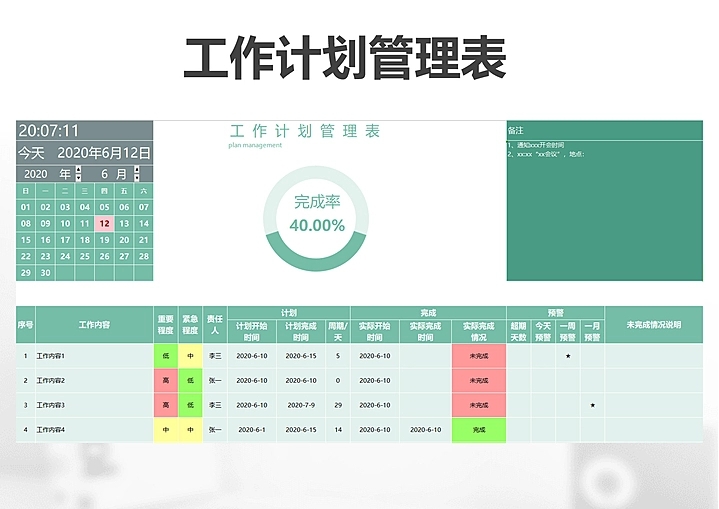 工作计划管理表
20:07:11
今天 2020年6月12日
2020 年 6 月
日 一 二 三 四 五 六
01 02 03 04 05 06 07
08 09 10 11 12 13 14
15 16 17 18 19 20 21
22 23 24 25 26 27 28
29 30
工作计划管理表
plan management
完成率
40.00%
备注
1、通知xxx开会时间
2、xx:xx "xx会议" ，地点:
序号 工作内容 重要程度 紧急程度 责任人 计划 完成 预警 未完成情况说明
计划开始时间 计划完成时间 周期/天 实际开始时间 实际完成时间 实际完成情况 超期天数 今天预警 一周预警 一月预警
1 工作内容1 低 中 李三 2020-6-10 2020-6-15 5 2020-6-10 未完成 ★
2 工作内容2 高 低 张一 2020-6-10 2020-6-10 0 2020-6-10 未完成
3 工作内容3 高 低 李三 2020-6-10 2020-7-9 29 2020-6-10 未完成 ★
4 工作内容4 中 中 张一 2020-6-1 2020-6-15 14 2020-6-10 2020-6-10 完成